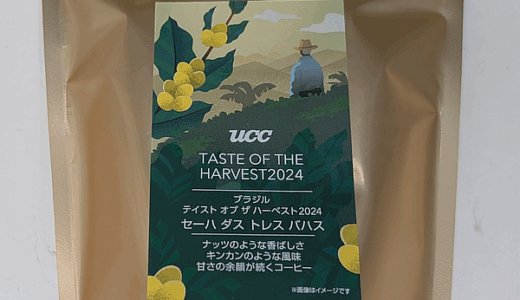 ucc
TASTE OF THE
HARVEST2024
ブラジル
テイスト オブ ザ ハーベスト2024
セーハ ダス トレス バハス
ナッツのような香ばしさ
キンカンのような風味
甘さの余韻が続くコーヒー
※画像はイメージです